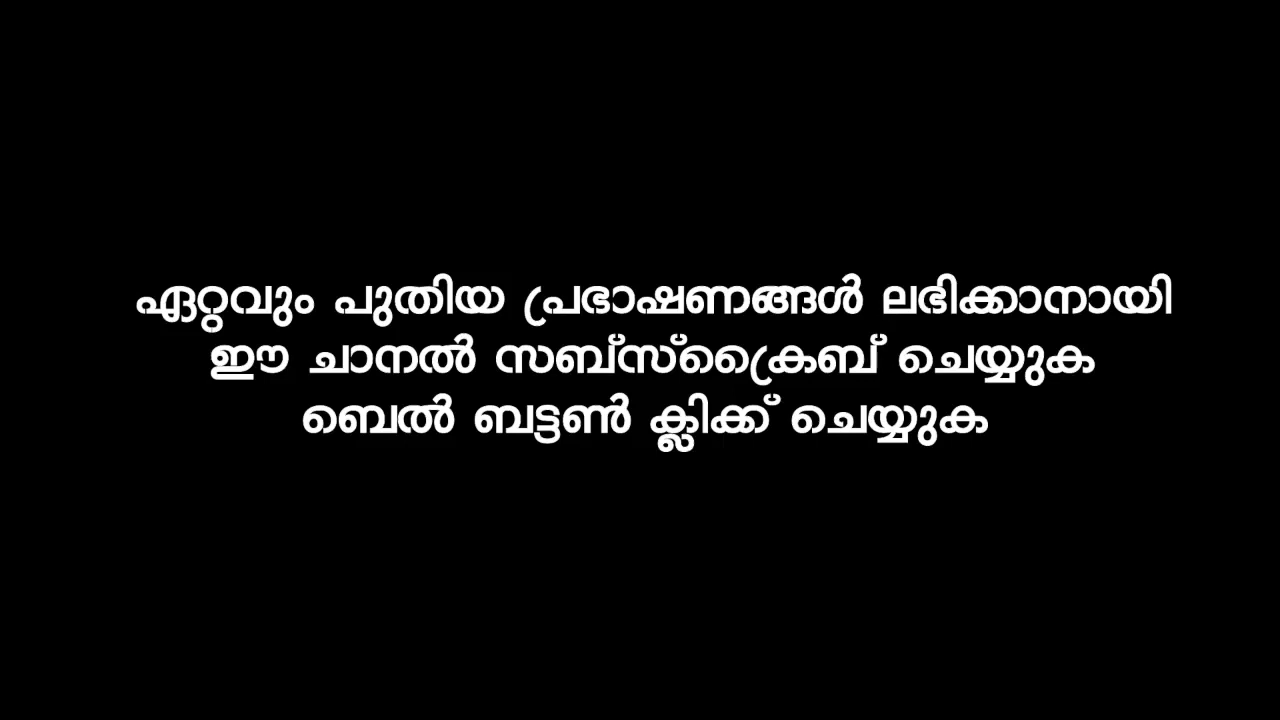 ഏറ്റവും പുതിയ പ്രഭാഷണങ്ങൾ ലഭിക്കാനായി
ഈ ചാനൽ സബ്സ്ക്രൈബ് ചെയ്യുക
ബെൽ ബട്ടൺ ക്ലിക്ക് ചെയ്യുക